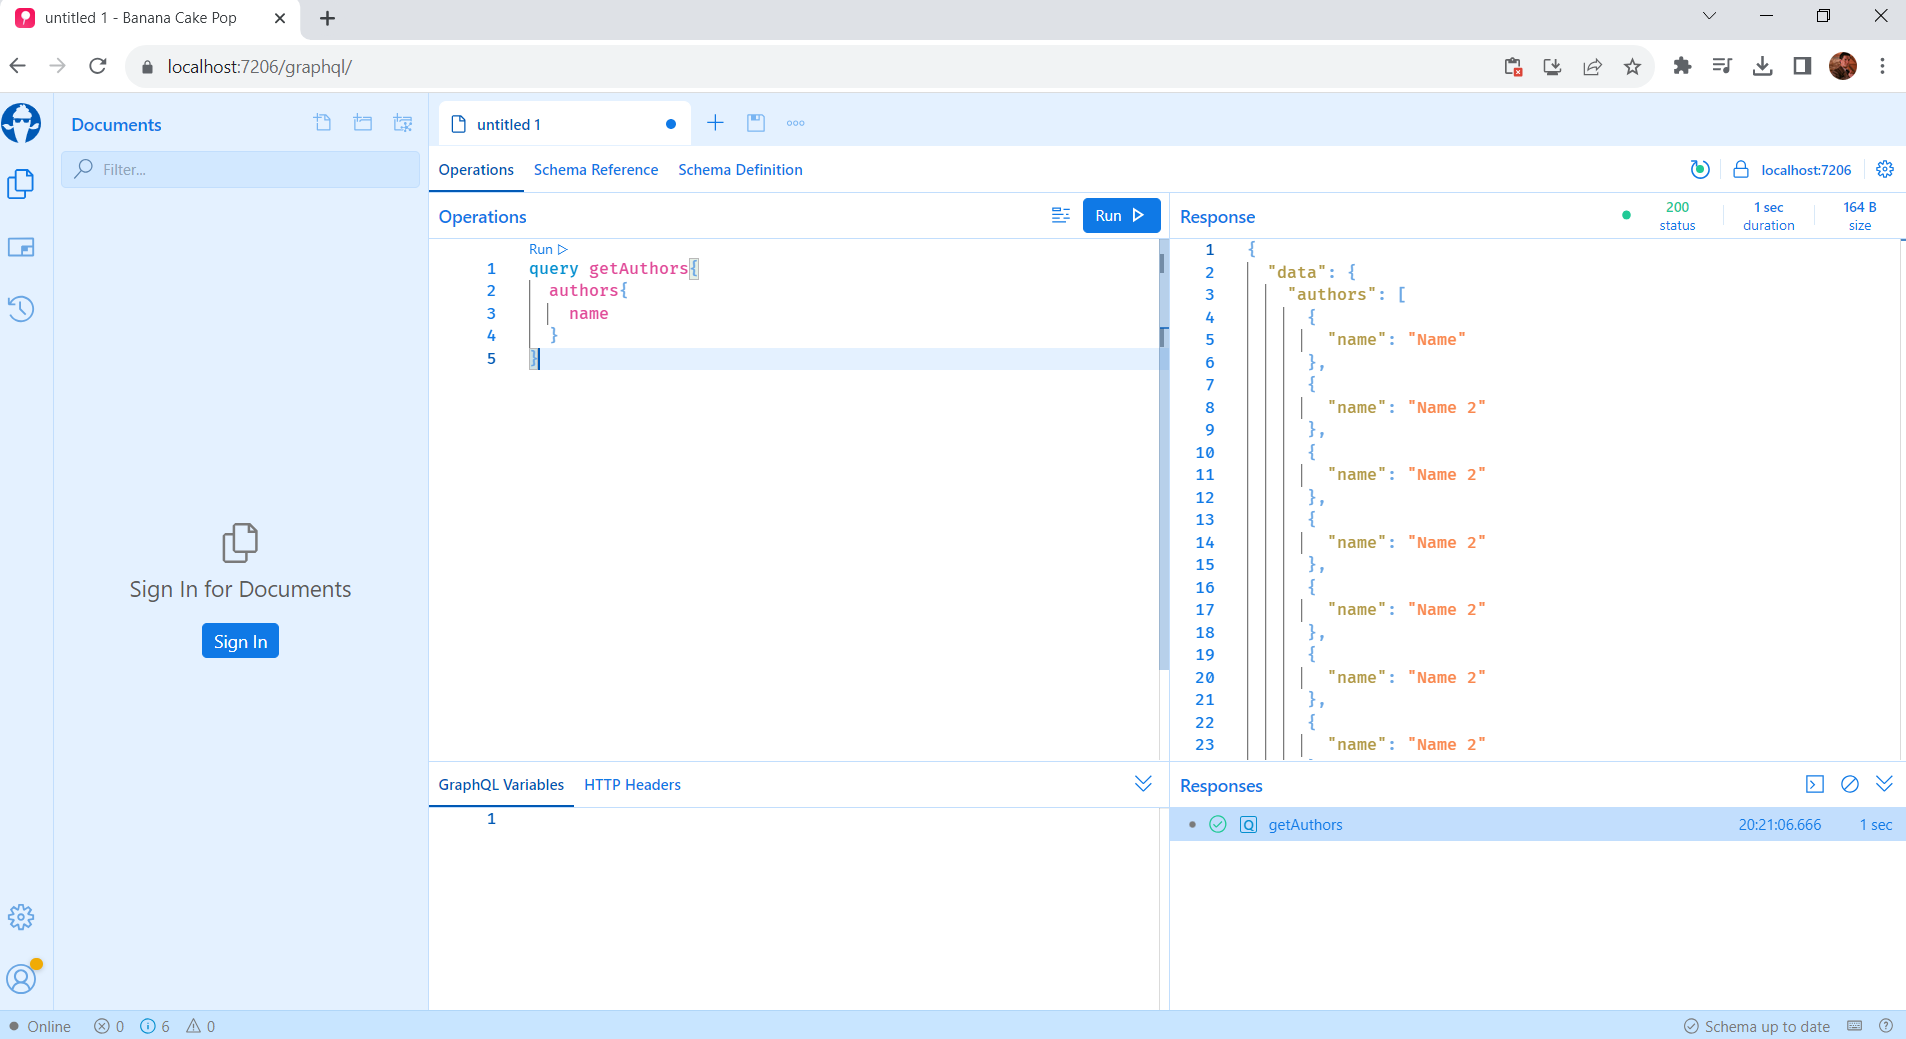 untitled 1 - Banana Cake Pop
localhost:7206/graphql/
Documents
Filter...
Sign In for Documents
Sign In
untitled 1
Operations Schema Reference Schema Definition
localhost:7206
Operations
Run
Run
1 query getAuthors{
2 authors{
3 name
4 }
5 }
Response
200 status
1 sec duration
164 B size
1 {
2 "data": {
3 "authors": [
4 {
5 "name": "Name"
6 },
7 {
8 "name": "Name 2"
9 },
10 {
11 "name": "Name 2"
12 },
13 {
14 "name": "Name 2"
15 },
16 {
17 "name": "Name 2"
18 },
19 {
20 "name": "Name 2"
21 },
22 {
23 "name": "Name 2"
GraphQL Variables HTTP Headers
1
Responses
Q getAuthors 20:21:06.666 1 sec
Online 0 6 0
Schema up to date